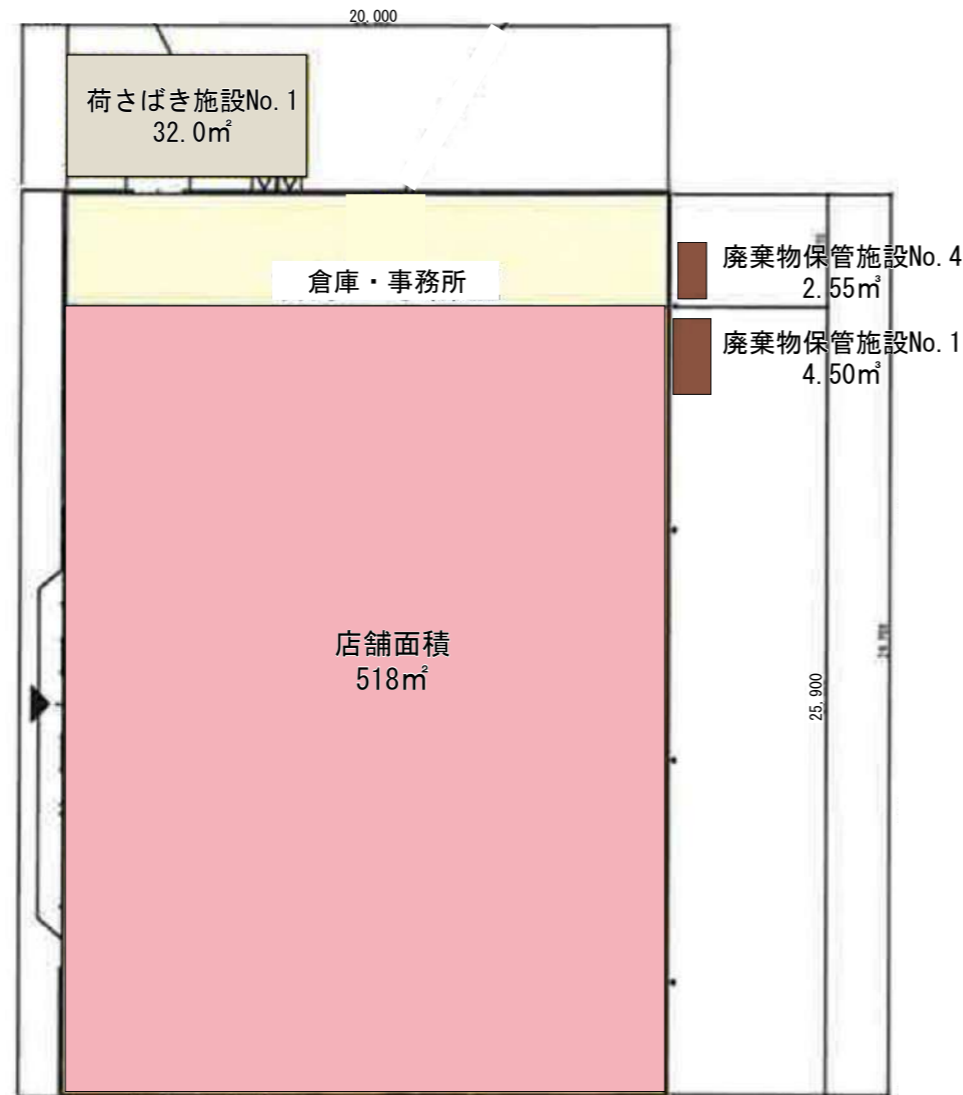 20,000
荷さばき施設No.1
32.0㎡
倉庫・事務所
廃棄物保管施設No.4
2.55㎥
廃棄物保管施設No.1
4.50㎥
店舗面積
518㎡
25,900